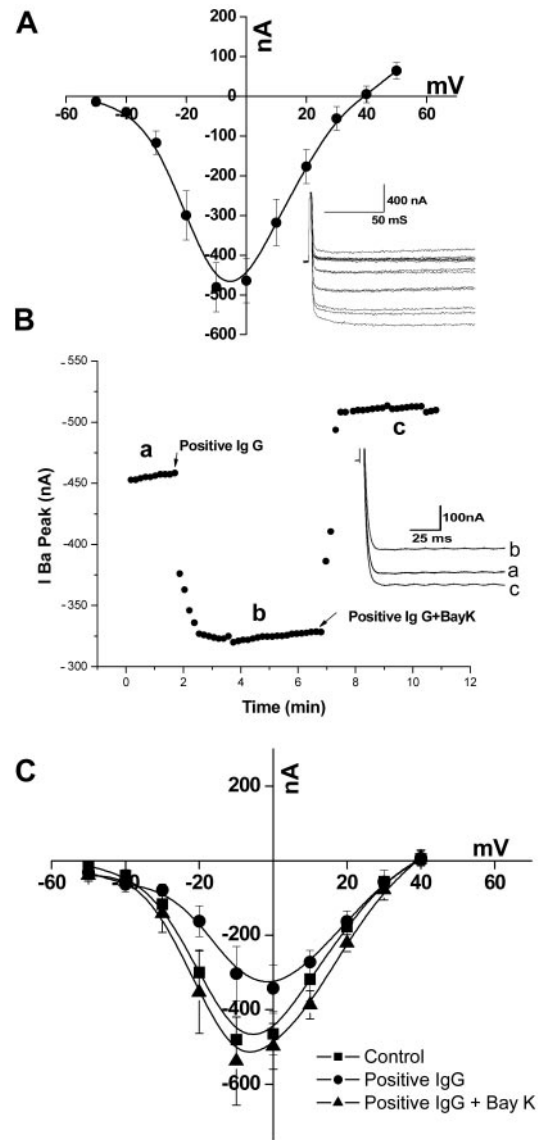 A
200
100
0
-100
-200
-300
-400
-500
-600
nA
mV
-60
-40
-20
0
20
40
60
400 nA
50 mS
B
- 550
- 500
- 450
-375
- 350
- 300
I Ba Peak (nA)
a
Positive Ig G
b
Positive Ig G+BayK
c
100nA
25 ms
b
a
c
0
2
4
6
8
10
12
Time (min)
C
200
nA
mV
-60
-40
-20
0
20
40
60
-200
-400
-600
Control
Positive IgG
Positive IgG + Bay K